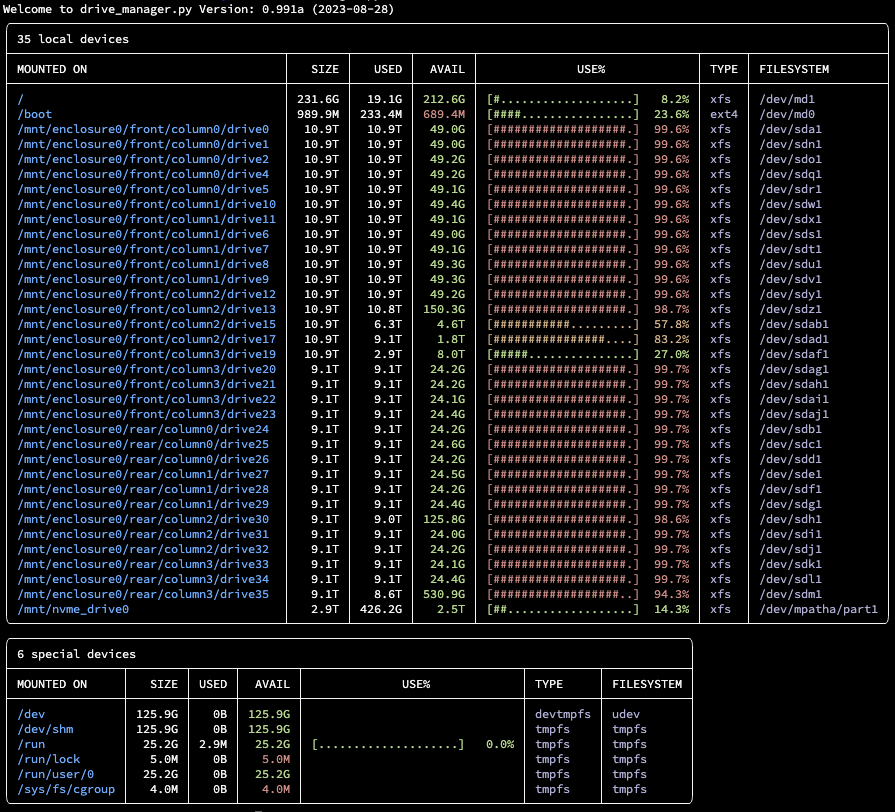 Welcome to drive_manager.py Version: 0.991a (2023-08-28)
35 local devices
MOUNTED ON SIZE USED AVAIL USE% TYPE FILESYSTEM
/ 231.6G 19.1G 212.6G [#...................] 8.2% xfs /dev/md1
/boot 989.9M 233.4M 689.4M [####................] 23.6% ext4 /dev/md0
/mnt/enclosure0/front/column0/drive0 10.9T 10.9T 49.0G [###################.] 99.6% xfs /dev/sda1
/mnt/enclosure0/front/column0/drive1 10.9T 10.9T 49.0G [###################.] 99.6% xfs /dev/sdn1
/mnt/enclosure0/front/column0/drive2 10.9T 10.9T 49.2G [###################.] 99.6% xfs /dev/sdo1
/mnt/enclosure0/front/column0/drive4 10.9T 10.9T 49.2G [###################.] 99.6% xfs /dev/sdq1
/mnt/enclosure0/front/column0/drive5 10.9T 10.9T 49.1G [###################.] 99.6% xfs /dev/sdr1
/mnt/enclosure0/front/column1/drive10 10.9T 10.9T 49.4G [###################.] 99.6% xfs /dev/sdw1
/mnt/enclosure0/front/column1/drive11 10.9T 10.9T 49.1G [###################.] 99.6% xfs /dev/sdx1
/mnt/enclosure0/front/column1/drive6 10.9T 10.9T 49.0G [###################.] 99.6% xfs /dev/sds1
/mnt/enclosure0/front/column1/drive7 10.9T 10.9T 49.1G [###################.] 99.6% xfs /dev/sdt1
/mnt/enclosure0/front/column1/drive8 10.9T 10.9T 49.3G [###################.] 99.6% xfs /dev/sdu1
/mnt/enclosure0/front/column1/drive9 10.9T 10.9T 49.3G [###################.] 99.6% xfs /dev/sdv1
/mnt/enclosure0/front/column2/drive12 10.9T 10.9T 49.2G [###################.] 99.6% xfs /dev/sdy1
/mnt/enclosure0/front/column2/drive13 10.9T 10.8T 150.3G [###################.] 98.7% xfs /dev/sdz1
/mnt/enclosure0/front/column2/drive15 10.9T 6.3T 4.6T [###########.........] 57.8% xfs /dev/sdab1
/mnt/enclosure0/front/column2/drive17 10.9T 9.1T 1.8T [################....] 83.2% xfs /dev/sdad1
/mnt/enclosure0/front/column3/drive19 10.9T 2.9T 8.0T [#####...............] 27.0% xfs /dev/sdaf1
/mnt/enclosure0/front/column3/drive20 9.1T 9.1T 24.2G [###################.] 99.7% xfs /dev/sdag1
/mnt/enclosure0/front/column3/drive21 9.1T 9.1T 24.2G [###################.] 99.7% xfs /dev/sdah1
/mnt/enclosure0/front/column3/drive22 9.1T 9.1T 24.1G [###################.] 99.7% xfs /dev/sdai1
/mnt/enclosure0/front/column3/drive23 9.1T 9.1T 24.4G [###################.] 99.7% xfs /dev/sdaj1
/mnt/enclosure0/rear/column0/drive24 9.1T 9.1T 24.2G [###################.] 99.7% xfs /dev/sdb1
/mnt/enclosure0/rear/column0/drive25 9.1T 9.1T 24.6G [###################.] 99.7% xfs /dev/sdc1
/mnt/enclosure0/rear/column0/drive26 9.1T 9.1T 24.2G [###################.] 99.7% xfs /dev/sdd1
/mnt/enclosure0/rear/column1/drive27 9.1T 9.1T 24.5G [###################.] 99.7% xfs /dev/sde1
/mnt/enclosure0/rear/column1/drive28 9.1T 9.1T 24.2G [###################.] 99.7% xfs /dev/sdf1
/mnt/enclosure0/rear/column1/drive29 9.1T 9.1T 24.4G [###################.] 99.7% xfs /dev/sdg1
/mnt/enclosure0/rear/column2/drive30 9.1T 9.0T 125.8G [###################.] 98.6% xfs /dev/sdh1
/mnt/enclosure0/rear/column2/drive31 9.1T 9.1T 24.0G [###################.] 99.7% xfs /dev/sdi1
/mnt/enclosure0/rear/column2/drive32 9.1T 9.1T 24.2G [###################.] 99.7% xfs /dev/sdj1
/mnt/enclosure0/rear/column3/drive33 9.1T 9.1T 24.1G [###################.] 99.7% xfs /dev/sdk1
/mnt/enclosure0/rear/column3/drive34 9.1T 9.1T 24.4G [###################.] 99.7% xfs /dev/sdl1
/mnt/enclosure0/rear/column3/drive35 9.1T 8.6T 530.9G [##################..] 94.3% xfs /dev/sdm1
/mnt/nvme_drive0 2.9T 426.2G 2.5T [##..................] 14.3% xfs /dev/mpatha/part1
6 special devices
MOUNTED ON SIZE USED AVAIL USE% TYPE FILESYSTEM
/dev 125.9G 0B 125.9G devtmpfs udev
/dev/shm 125.9G 0B 125.9G tmpfs tmpfs
/run 25.2G 2.9M 25.2G [....................] 0.0% tmpfs tmpfs
/run/lock 5.0M 0B 5.0M tmpfs tmpfs
/run/user/0 25.2G 0B 25.2G tmpfs tmpfs
/sys/fs/cgroup 4.0M 0B 4.0M tmpfs tmpfs